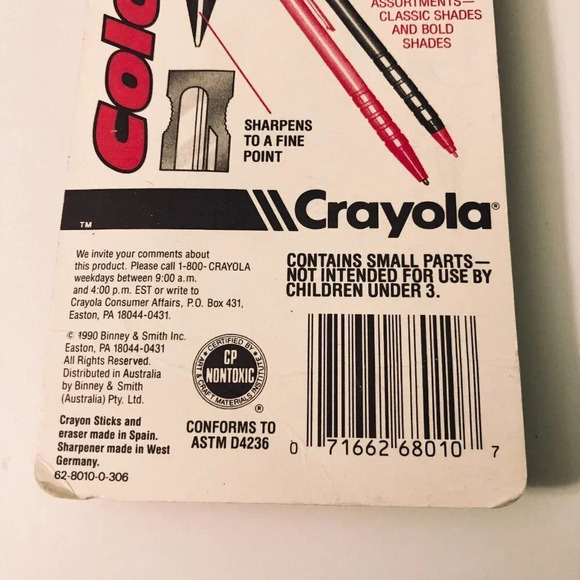 Colo
ASSORTMENTS—
CLASSIC SHADES
AND BOLD
SHADES
SHARPENS
TO A FINE
POINT
TM
Crayola®
We invite your comments about
this product. Please call 1-800-CRAYOLA
weekdays between 9:00 a.m.
and 4:00 p.m. EST or write to
Crayola Consumer Affairs, P.O. Box 431,
Easton, PA 18044-0431.
© 1990 Binney & Smith Inc.
Easton, PA 18044-0431
All Rights Reserved.
Distributed in Australia
by Binney & Smith
(Australia) Pty. Ltd.
Crayon Sticks and
eraser made in Spain.
Sharpener made in West
Germany.
62-8010-0-306
CERTIFIED BY
ART & CRAFT MATERIALS INSTITUTE
CP
NONTOXIC
®
CONFORMS TO
ASTM D4236
CONTAINS SMALL PARTS—
NOT INTENDED FOR USE BY
CHILDREN UNDER 3.
0 71662 68010 7